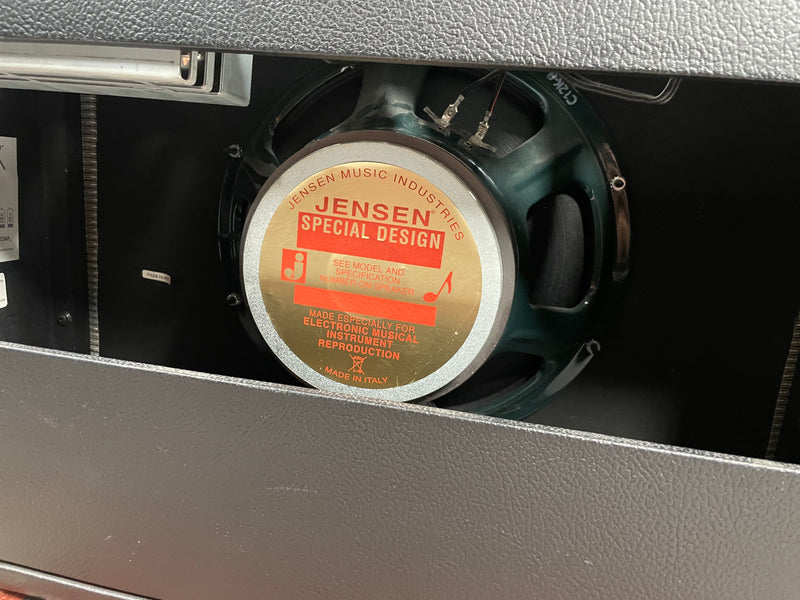 JENSEN MUSIC INDUSTRIES
JENSEN®
SPECIAL DESIGN
j
SEE MODEL AND
SPECIFICATION
NUMBER ON SPEAKER
MADE ESPECIALLY FOR
ELECTRONIC MUSICAL
INSTRUMENT
REPRODUCTION
MADE IN ITALY